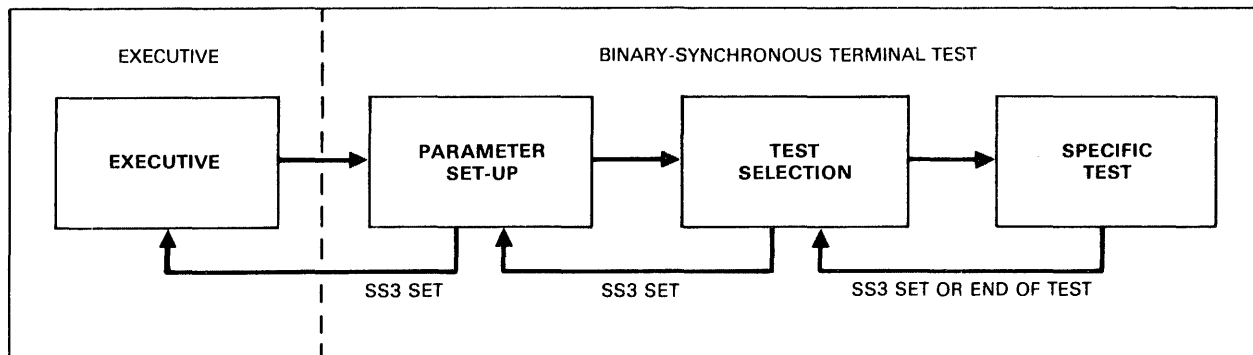 EXECUTIVE
BINARY-SYNCHRONOUS TERMINAL TEST
EXECUTIVE
PARAMETER
SET-UP
TEST
SELECTION
SPECIFIC
TEST
SS3 SET
SS3 SET
SS3 SET OR END OF TEST